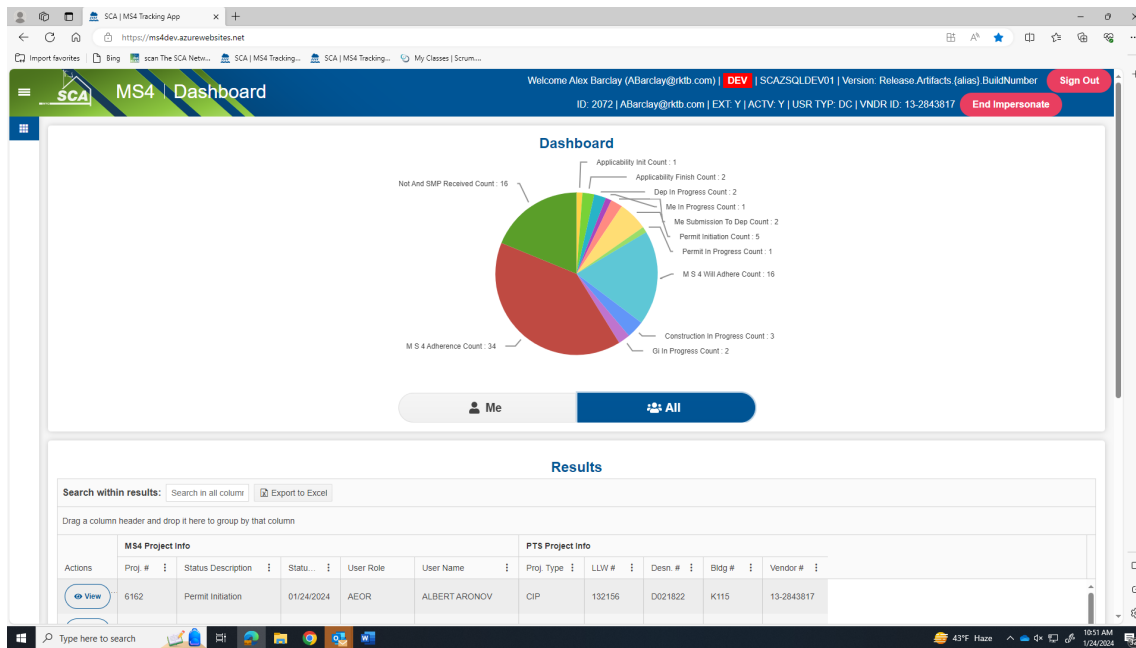 SCA | MS4 Tracking App
https://ms4dev.azurewebsites.net
Import favorites Bing scan The SCA Netw... SCA | MS4 Tracking... SCA | MS4 Tracking... My Classes | Scrum....
SCA MS4 | Dashboard
Welcome Alex Barclay (ABarclay@rktb.com) | DEV | SCAZSQLDEV01 | Version: Release.Artifacts.{alias}.BuildNumber Sign Out
ID: 2072 | ABarclay@rktb.com | EXT: Y | ACTV: Y | USR TYP: DC | VNDR ID: 13-2843817 End Impersonate
Dashboard
Applicability Init Count : 1
Applicability Finish Count : 2
Not And SMP Received Count : 16
Dep In Progress Count : 2
Me In Progress Count : 1
Me Submission To Dep Count : 2
Permit Initiation Count : 5
Permit In Progress Count : 1
M S 4 Will Adhere Count : 16
Construction In Progress Count : 3
M S 4 Adherence Count : 34
Gi In Progress Count : 2
Me All
Results
Search within results: Search in all column Export to Excel
Drag a column header and drop it here to group by that column
MS4 Project Info PTS Project Info
Actions Proj. # Status Description Statu... User Role User Name Proj. Type LLW # Desn. # Bldg # Vendor #
View 6162 Permit Initiation 01/24/2024 AEOR ALBERT ARONOV CIP 132156 D021822 K115 13-2843817
Type here to search 43°F Haze 10:51 AM
1/24/2024